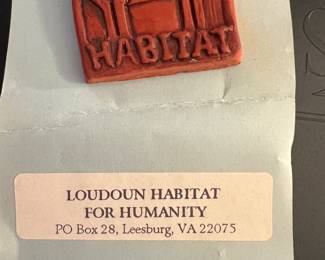 HABITAT
LOUDOUN HABITAT
FOR HUMANITY
PO Box 28, Leesburg, VA 22075